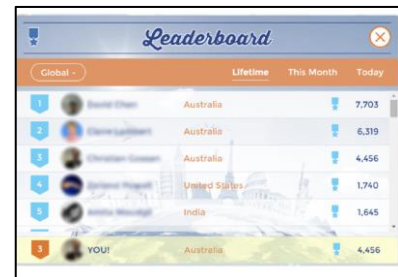 Leaderboard
Global
Lifetime This Month Today
1 Australia 7,703
2 Australia 6,319
3 Australia 4,456
4 United States 1,740
5 India 1,645
3 YOU! Australia 4,456